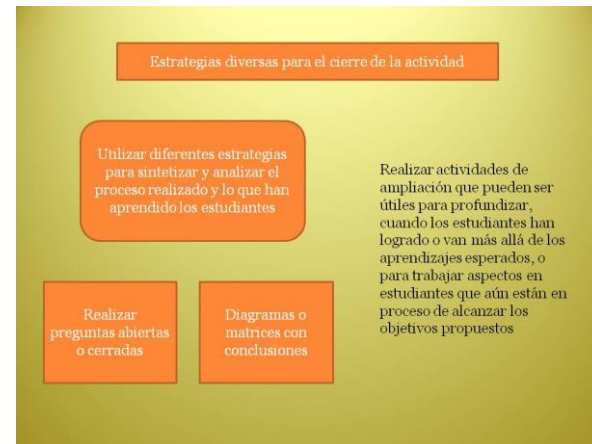 Estrategias diversas para el cierre de la actividad
Utilizar diferentes estrategias
para sintetizar y analizar el
proceso realizado y lo que han
aprendido los estudiantes
Realizar
preguntas abiertas
o cerradas
Diagramas o
matrices con
conclusiones
Realizar actividades de
ampliación que pueden ser
útiles para profundizar,
cuando los estudiantes han
logrado o van más allá de los
aprendizajes esperados, o
para trabajar aspectos en
estudiantes que aún están en
proceso de alcanzar los
objetivos propuestos